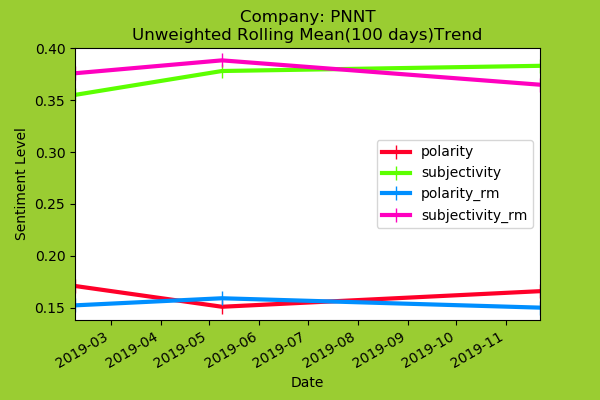 Company: PNNT
Unweighted Rolling Mean(100 days)Trend
Sentiment Level
0.40
0.35
0.30
0.25
0.20
0.15
polarity
subjectivity
polarity_rm
subjectivity_rm
2019-03
2019-04
2019-05
2019-06
2019-07
2019-08
2019-09
2019-10
2019-11
Date